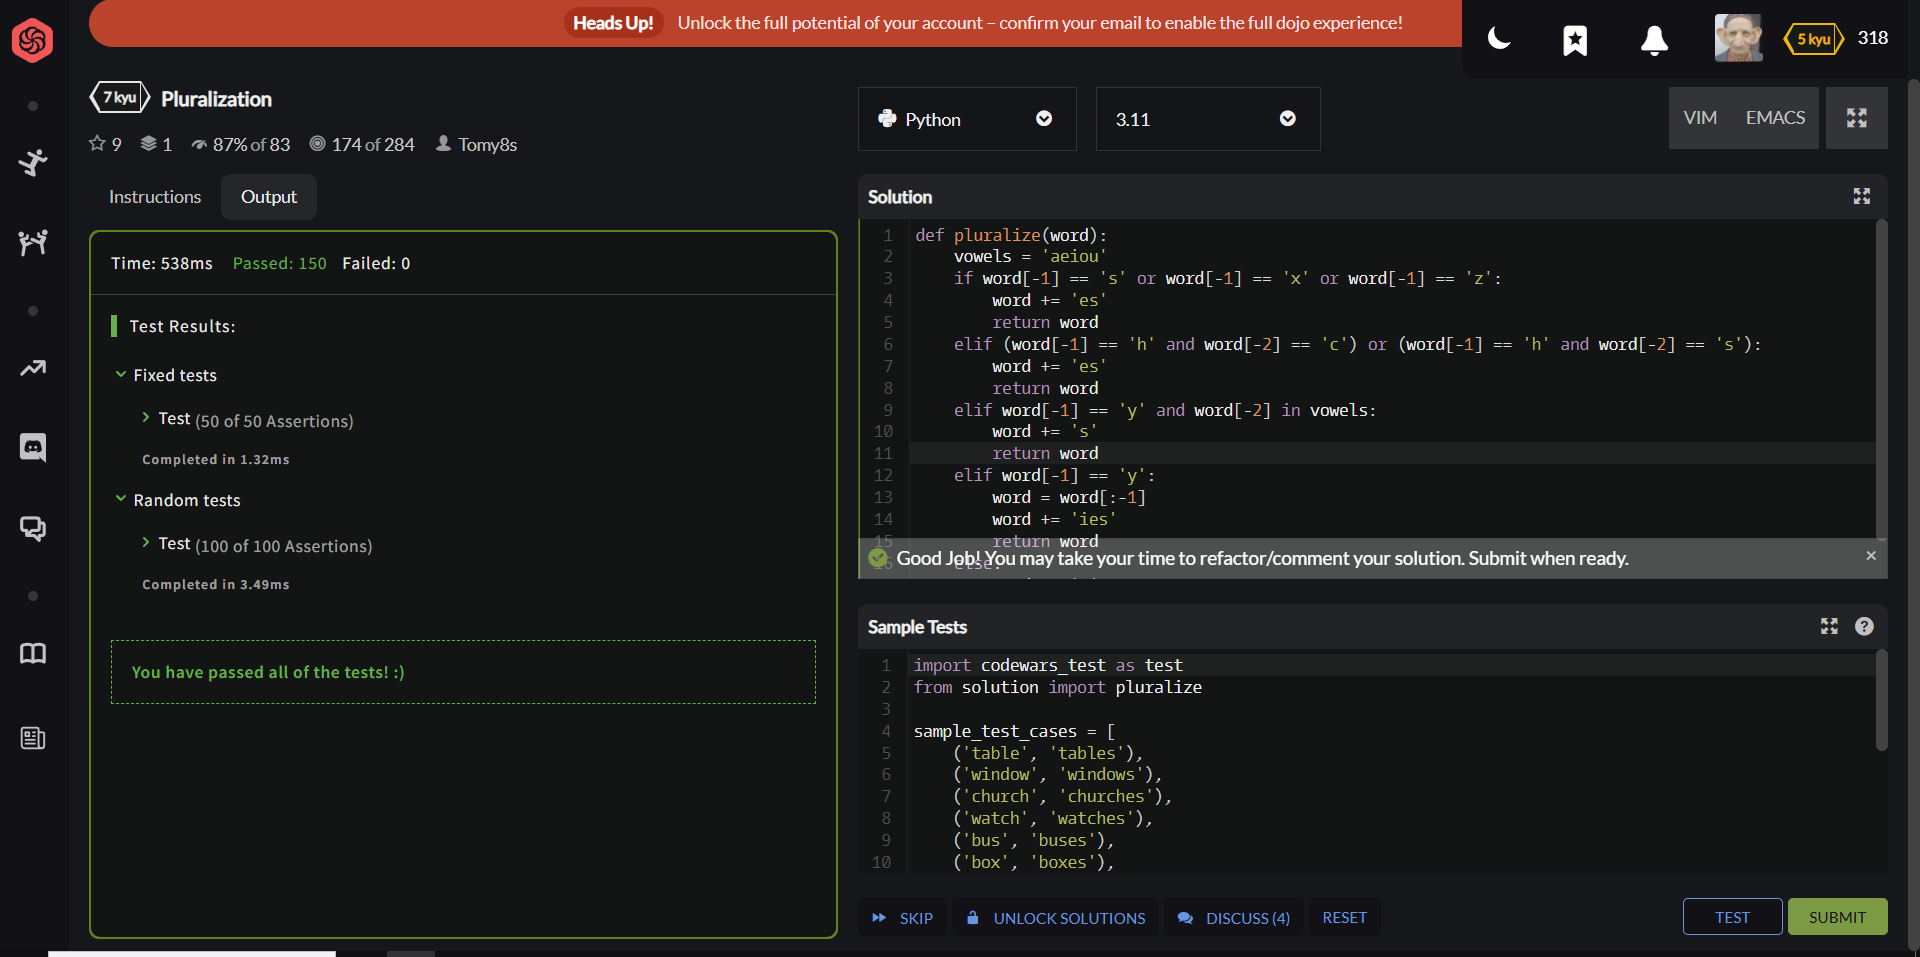 Heads Up! Unlock the full potential of your account – confirm your email to enable the full dojo experience!
5 kyu 318
7 kyu Pluralization
9 1 87% of 83 174 of 284 Tomy8s
Instructions Output
Time: 538ms Passed: 150 Failed: 0
Test Results:
Fixed tests
Test (50 of 50 Assertions)
Completed in 1.32ms
Random tests
Test (100 of 100 Assertions)
Completed in 3.49ms
You have passed all of the tests! :)
Python 3.11 VIM EMACS
Solution
1 def pluralize(word):
2 vowels = 'aeiou'
3 if word[-1] == 's' or word[-1] == 'x' or word[-1] == 'z':
4 word += 'es'
5 return word
6 elif (word[-1] == 'h' and word[-2] == 'c') or (word[-1] == 'h' and word[-2] == 's'):
7 word += 'es'
8 return word
9 elif word[-1] == 'y' and word[-2] in vowels:
10 word += 's'
11 return word
12 elif word[-1] == 'y':
13 word = word[:-1]
14 word += 'ies'
15 return word
16 else:
Good Job! You may take your time to refactor/comment your solution. Submit when ready.
Sample Tests
1 import codewars_test as test
2 from solution import pluralize
3
4 sample_test_cases = [
5 ('table', 'tables'),
6 ('window', 'windows'),
7 ('church', 'churches'),
8 ('watch', 'watches'),
9 ('bus', 'buses'),
10 ('box', 'boxes'),
SKIP UNLOCK SOLUTIONS DISCUSS (4) RESET TEST SUBMIT